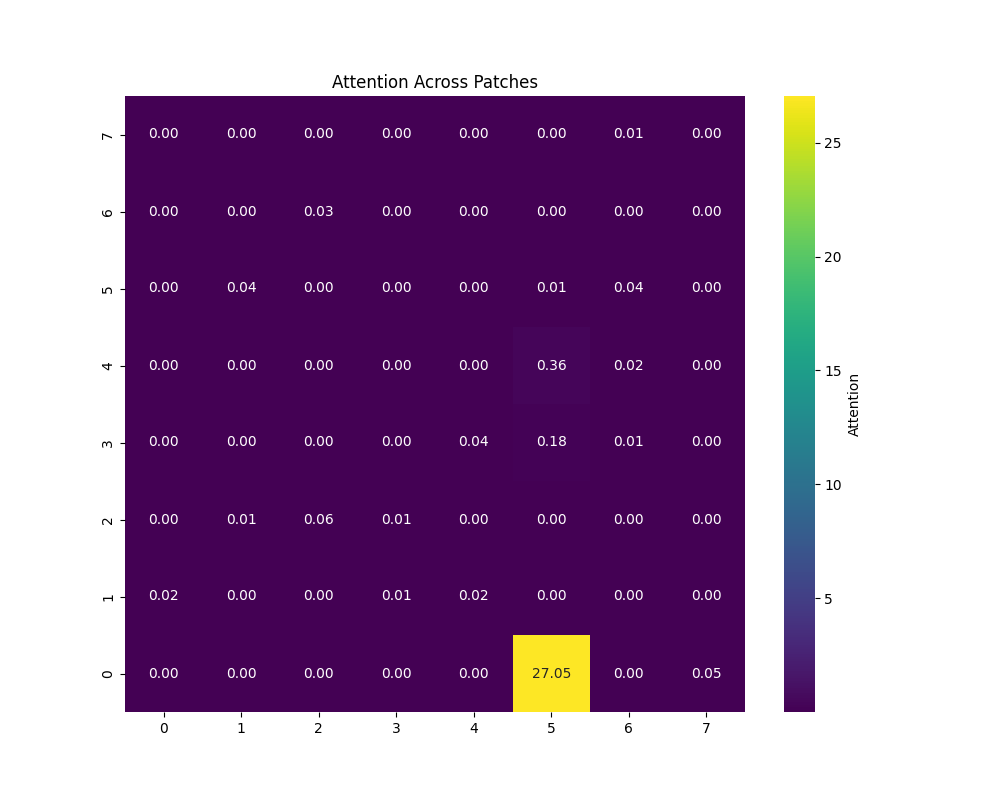 Attention Across Patches
7 0.00 0.00 0.00 0.00 0.00 0.00 0.01 0.00
6 0.00 0.00 0.03 0.00 0.00 0.00 0.00 0.00
5 0.00 0.04 0.00 0.00 0.00 0.01 0.04 0.00
4 0.00 0.00 0.00 0.00 0.00 0.36 0.02 0.00
3 0.00 0.00 0.00 0.00 0.04 0.18 0.01 0.00
2 0.00 0.01 0.06 0.01 0.00 0.00 0.00 0.00
1 0.02 0.00 0.00 0.01 0.02 0.00 0.00 0.00
0 0.00 0.00 0.00 0.00 0.00 27.05 0.00 0.05
0 1 2 3 4 5 6 7
25
20
15
10
5
Attention